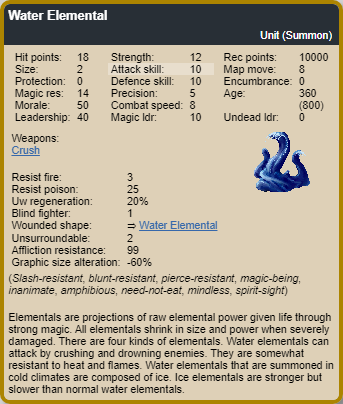 Water Elemental
Unit (Summon)
Hit points: 18 Strength: 12 Rec points: 10000
Size: 2 Attack skill: 10 Map move: 8
Protection: 0 Defence skill: 10 Encumbrance: 0
Magic res: 14 Precision: 5 Age: 360
Morale: 50 Combat speed: 8 (800)
Leadership: 40 Magic ldr: 10 Undead ldr: 0
Weapons:
Crush
Resist fire: 3
Resist poison: 25
Uw regeneration: 20%
Blind fighter: 1
Wounded shape: ⇒ Water Elemental
Unsurroundable: 2
Affliction resistance: 99
Graphic size alteration: -60%
(Slash-resistant, blunt-resistant, pierce-resistant, magic-being,
inanimate, amphibious, need-not-eat, mindless, spirit-sight)
Elementals are projections of raw elemental power given life through
strong magic. All elementals shrink in size and power when severely
damaged. There are four kinds of elementals. Water elementals can
attack by crushing and drowning enemies. They are somewhat
resistant to heat and flames. Water elementals that are summoned in
cold climates are composed of ice. Ice elementals are stronger but
slower than normal water elementals.